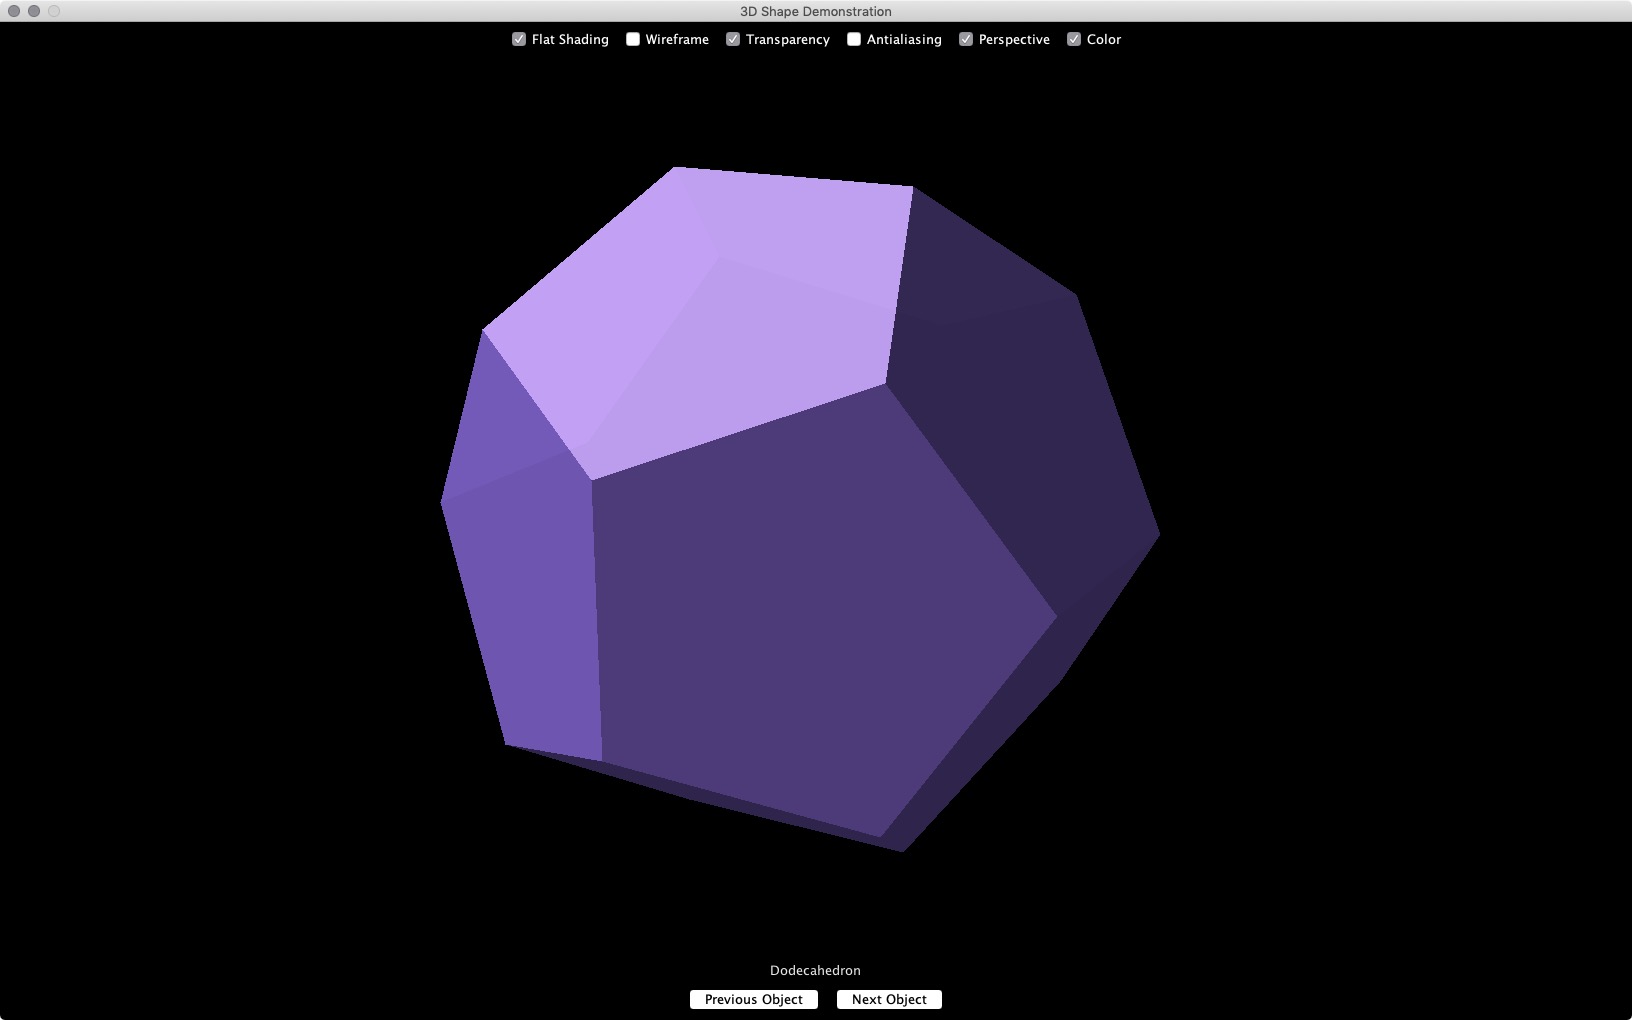 3D Shape Demonstration
Flat Shading Wireframe Transparency Antialiasing Perspective Color
Dodecahedron
Previous Object Next Object